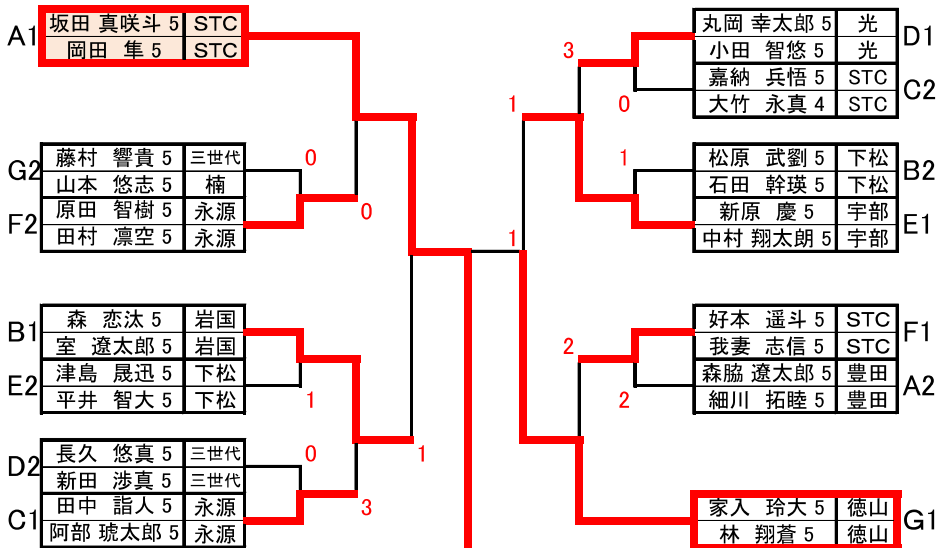 A1
坂田 真咲斗 5 STC
岡田 隼 5 STC
G2
藤村 響貴 5 三世代
山本 悠志 5 楠
F2
原田 智樹 5 永源
田村 凛空 5 永源
0
0
B1
森 恋汰 5 岩国
室 遼太郎 5 岩国
E2
津島 晟迅 5 下松
平井 智大 5 下松
1
D2
長久 悠真 5 三世代
新田 渉真 5 三世代
C1
田中 詣人 5 永源
阿部 琥太郎 5 永源
0
3
1
丸岡 幸太郎 5 光
小田 智悠 5 光
D1
嘉納 兵悟 5 STC
大竹 永真 4 STC
C2
3
0
1
松原 武劉 5 下松
石田 幹瑛 5 下松
B2
新原 慶 5 宇部
中村 翔太朗 5 宇部
E1
1
1
好本 遥斗 5 STC
我妻 志信 5 STC
F1
森脇 遼太郎 5 豊田
細川 拓睦 5 豊田
A2
2
2
家入 玲大 5 徳山
林 翔蒼 5 徳山
G1